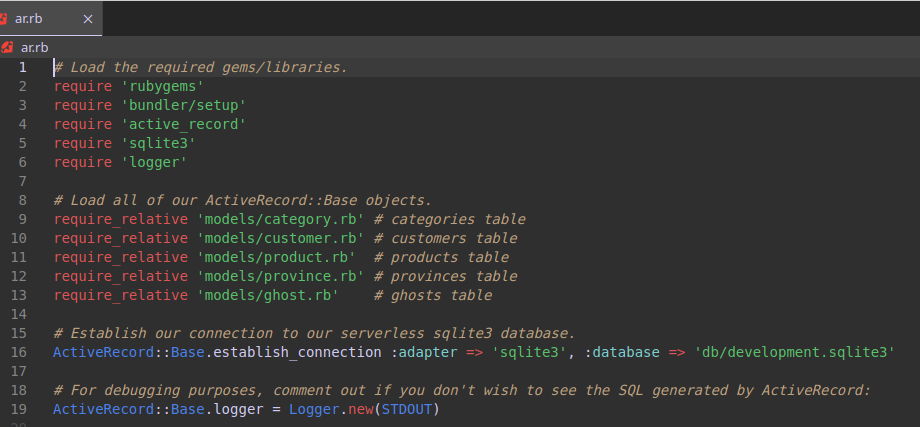 ar.rb ×
ar.rb
1 # Load the required gems/libraries.
2 require 'rubygems'
3 require 'bundler/setup'
4 require 'active_record'
5 require 'sqlite3'
6 require 'logger'
7
8 # Load all of our ActiveRecord::Base objects.
9 require_relative 'models/category.rb' # categories table
10 require_relative 'models/customer.rb' # customers table
11 require_relative 'models/product.rb'  # products table
12 require_relative 'models/province.rb' # provinces table
13 require_relative 'models/ghost.rb'    # ghosts table
14
15 # Establish our connection to our serverless sqlite3 database.
16 ActiveRecord::Base.establish_connection :adapter => 'sqlite3', :database => 'db/development.sqlite3'
17
18 # For debugging purposes, comment out if you don't wish to see the SQL generated by ActiveRecord:
19 ActiveRecord::Base.logger = Logger.new(STDOUT)
20